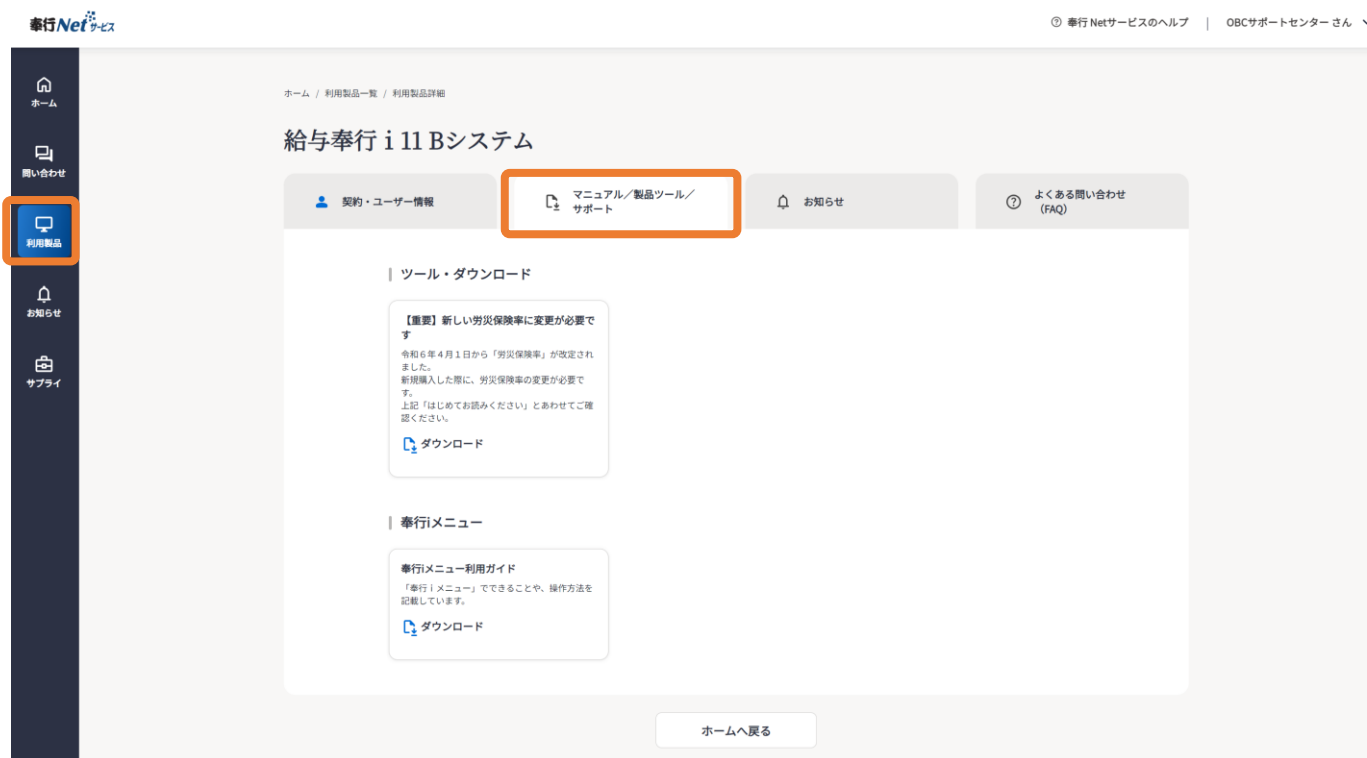 奉行Netサービス
奉行 Netサービスのヘルプ | OBCサポートセンター さん
ホーム
問い合わせ
利用製品
お知らせ
サプライ
ホーム / 利用製品一覧 / 利用製品詳細
給与奉行 i 11 Bシステム
契約・ユーザー情報
マニュアル／製品ツール／
サポート
お知らせ
よくある問い合わせ
(FAQ)
ツール・ダウンロード
【重要】新しい労災保険率に変更が必要で
す
令和6年4月1日から「労災保険率」が改定され
ました。
新規購入した際に、労災保険率の変更が必要で
す。
上記「はじめてお読みください」とあわせてご確
認ください。
ダウンロード
奉行iメニュー
奉行iメニュー利用ガイド
「奉行 i メニュー」でできることや、操作方法を
記載しています。
ダウンロード
ホームへ戻る